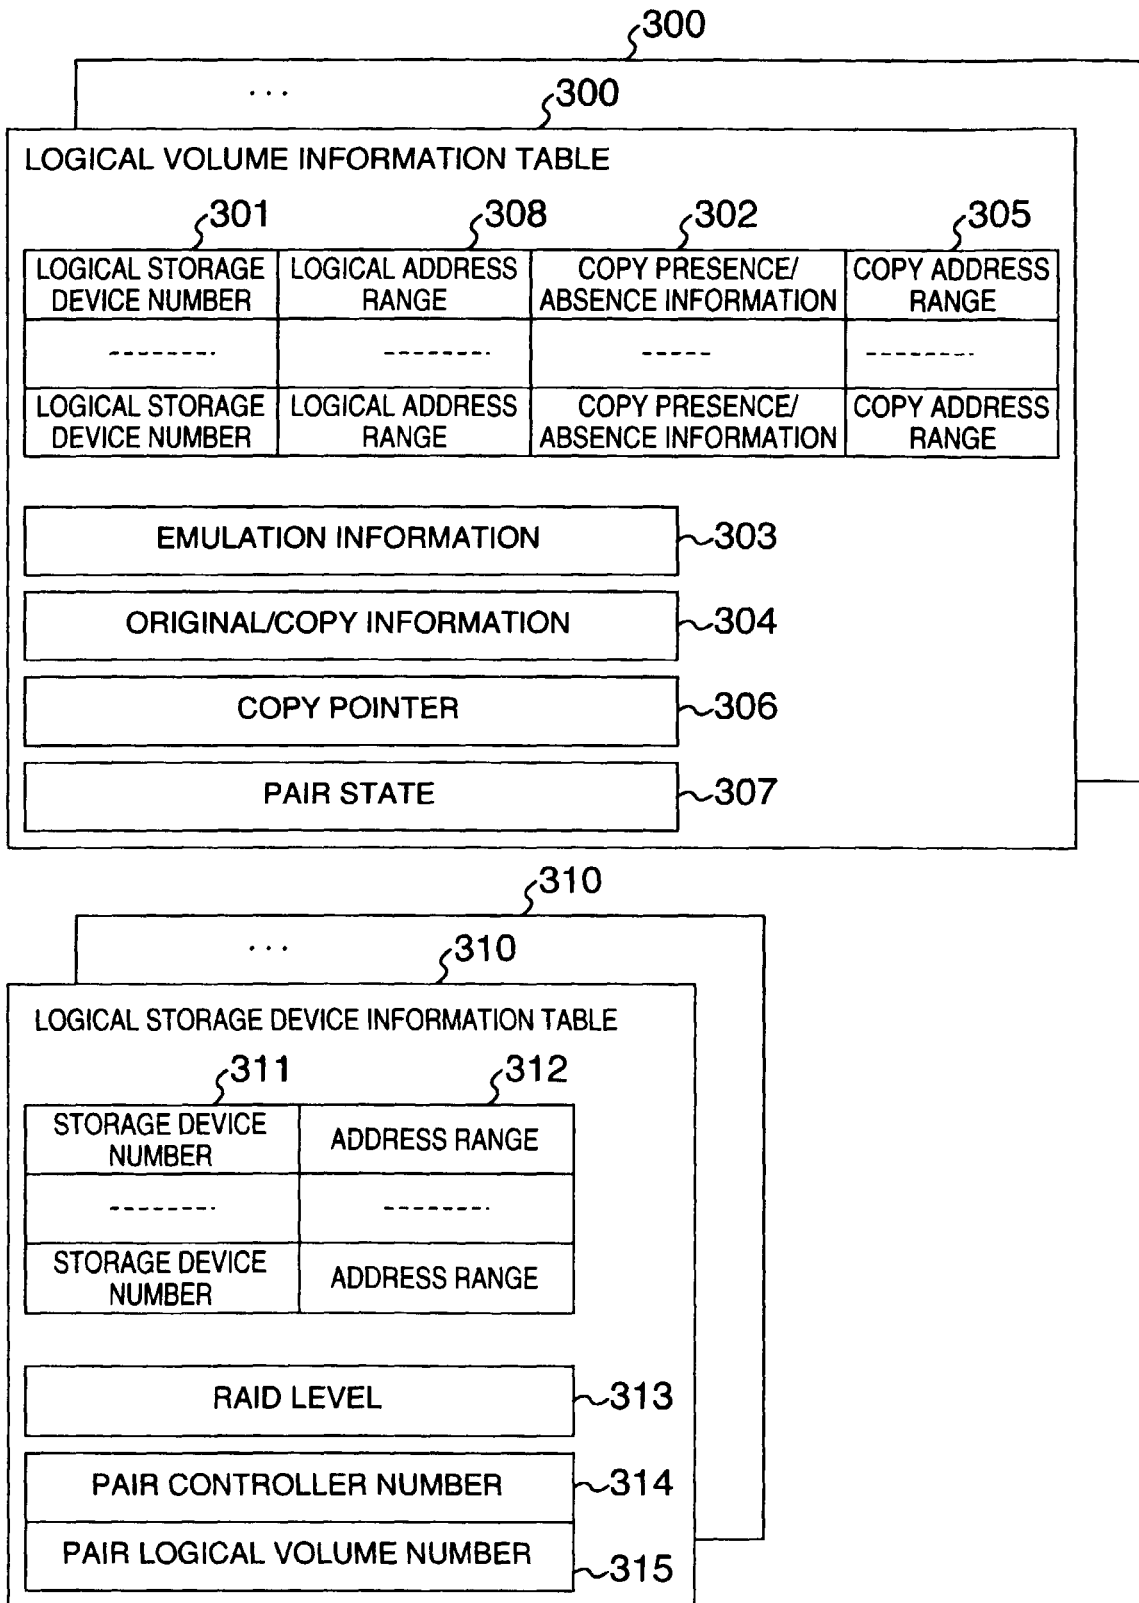 300
... 300
LOGICAL VOLUME INFORMATION TABLE
301 308 302 305
LOGICAL STORAGE DEVICE NUMBER LOGICAL ADDRESS RANGE COPY PRESENCE/ ABSENCE INFORMATION COPY ADDRESS RANGE
--------- --------- ------ ---------
LOGICAL STORAGE DEVICE NUMBER LOGICAL ADDRESS RANGE COPY PRESENCE/ ABSENCE INFORMATION COPY ADDRESS RANGE
EMULATION INFORMATION 303
ORIGINAL/COPY INFORMATION 304
COPY POINTER 306
PAIR STATE 307
310
... 310
LOGICAL STORAGE DEVICE INFORMATION TABLE
311 312
STORAGE DEVICE NUMBER ADDRESS RANGE
--------- ---------
STORAGE DEVICE NUMBER ADDRESS RANGE
RAID LEVEL 313
PAIR CONTROLLER NUMBER 314
PAIR LOGICAL VOLUME NUMBER 315